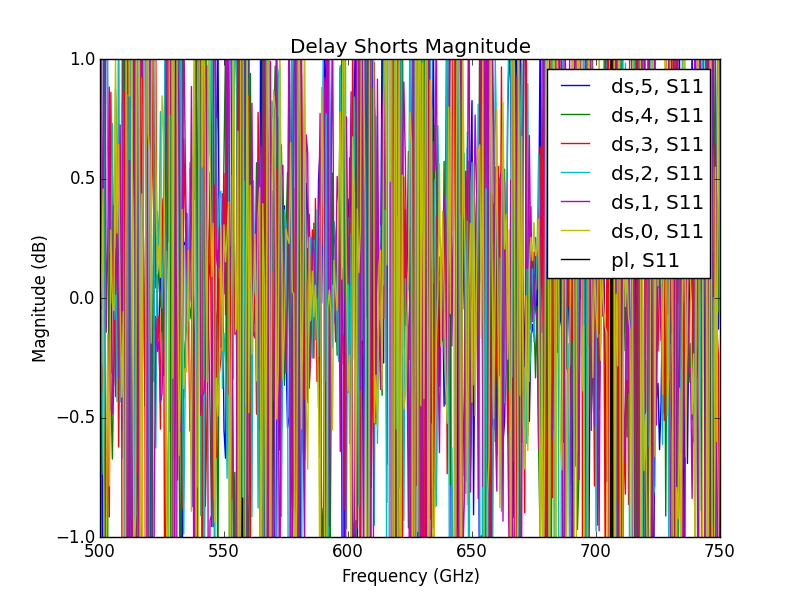 Delay Shorts Magnitude
1.0
0.5
0.0
−0.5
−1.0
Magnitude (dB)
ds,5, S11
ds,4, S11
ds,3, S11
ds,2, S11
ds,1, S11
ds,0, S11
pl, S11
500
550
600
650
700
750
Frequency (GHz)